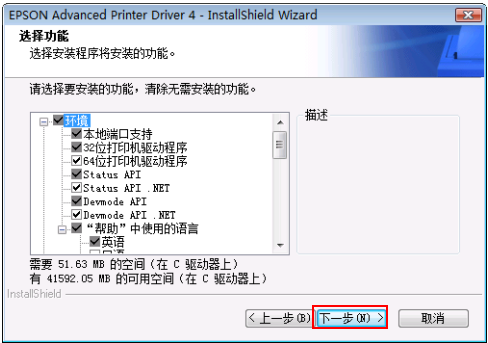 EPSON Advanced Printer Driver 4 - InstallShield Wizard
选择功能
选择安装程序将安装的功能。
请选择要安装的功能，清除无需安装的功能。
环境
本地端口支持
32位打印机驱动程序
64位打印机驱动程序
Status API
Status API .NET
Devmode API
Devmode API .NET
“帮助”中使用的语言
英语
描述
需要 51.63 MB 的空间（在 C 驱动器上）
有 41592.05 MB 的可用空间（在 C 驱动器上）
InstallShield
< 上一步(B) 下一步(N) > 取消